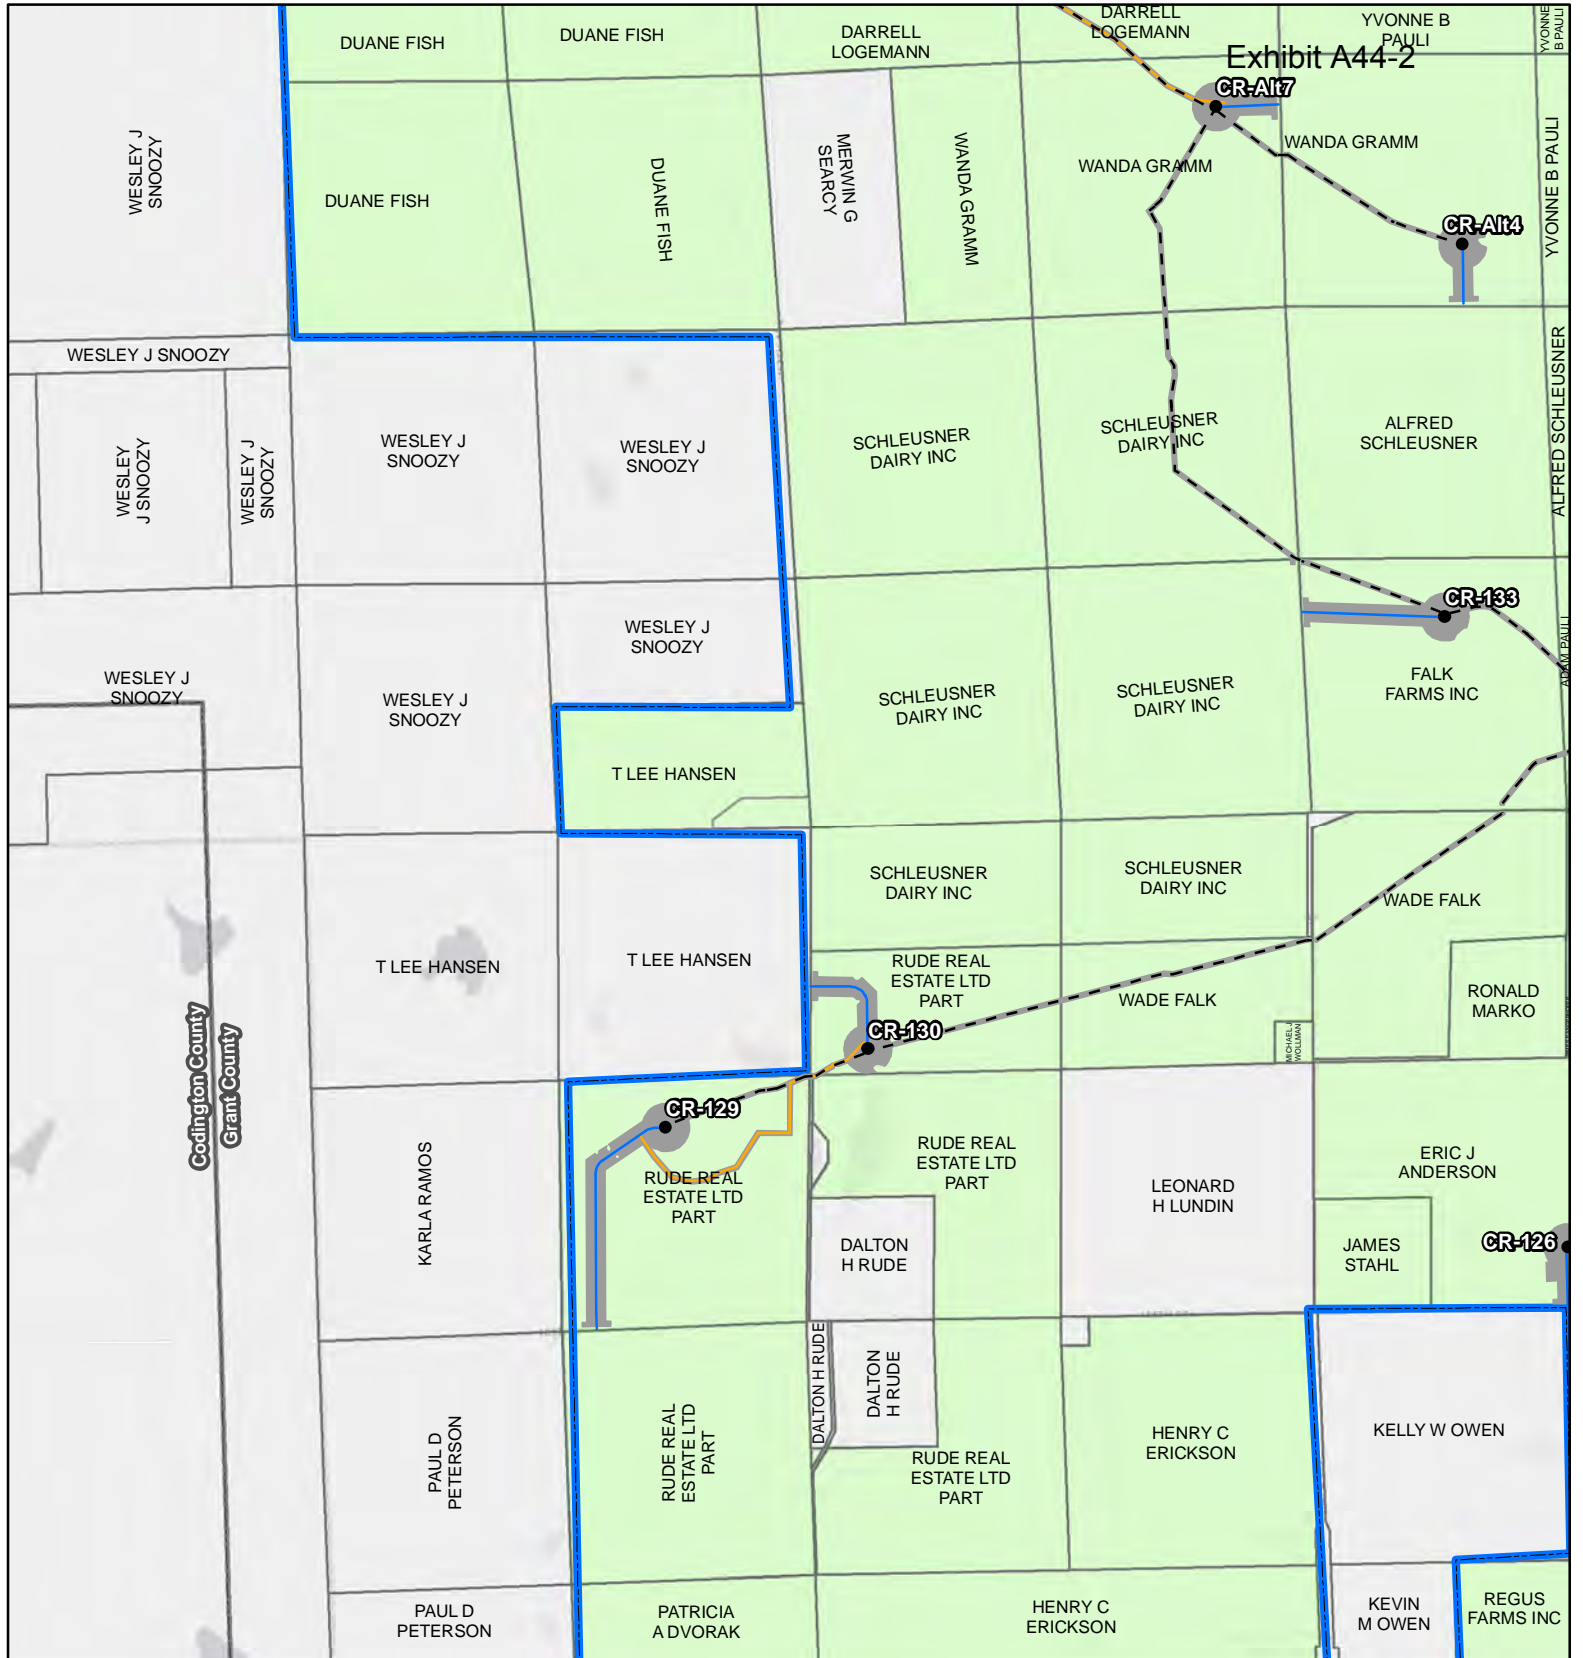 DUANE FISH
DUANE FISH
DARRELL
LOGEMANN
DARRELL
LOGEMANN
YVONNE B
PAULI
YVONNE
B PAULI
Exhibit A44-2
CR-Alt7
WESLEY J
SNOOZY
DUANE FISH
DUANE FISH
MERWIN G
SEARCY
WANDA GRAMM
WANDA GRAMM
WANDA GRAMM
YVONNE B PAULI
CR-Alt4
WESLEY J SNOOZY
WESLEY
J SNOOZY
WESLEY J
SNOOZY
WESLEY J
SNOOZY
WESLEY J
SNOOZY
SCHLEUSNER
DAIRY INC
SCHLEUSNER
DAIRY INC
ALFRED
SCHLEUSNER
ALFRED SCHLEUSNER
CR-133
WESLEY J
SNOOZY
WESLEY J
SNOOZY
WESLEY J
SNOOZY
SCHLEUSNER
DAIRY INC
SCHLEUSNER
DAIRY INC
FALK
FARMS INC
ADAM PAULI
T LEE HANSEN
SCHLEUSNER
DAIRY INC
SCHLEUSNER
DAIRY INC
WADE FALK
T LEE HANSEN
T LEE HANSEN
RUDE REAL
ESTATE LTD
PART
WADE FALK
RONALD
MARKO
MICHAEL J
WOLLMAN
CR-130
Codington County
Grant County
CR-129
KARLA RAMOS
RUDE REAL
ESTATE LTD
PART
RUDE REAL
ESTATE LTD
PART
LEONARD
H LUNDIN
ERIC J
ANDERSON
DALTON
H RUDE
JAMES
STAHL
CR-126
PAUL D
PETERSON
RUDE REAL
ESTATE LTD
PART
DALTON H RUDE
DALTON
H RUDE
RUDE REAL
ESTATE LTD
PART
HENRY C
ERICKSON
KELLY W OWEN
PAUL D
PETERSON
PATRICIA
A DVORAK
HENRY C
ERICKSON
KEVIN
M OWEN
REGUS
FARMS INC